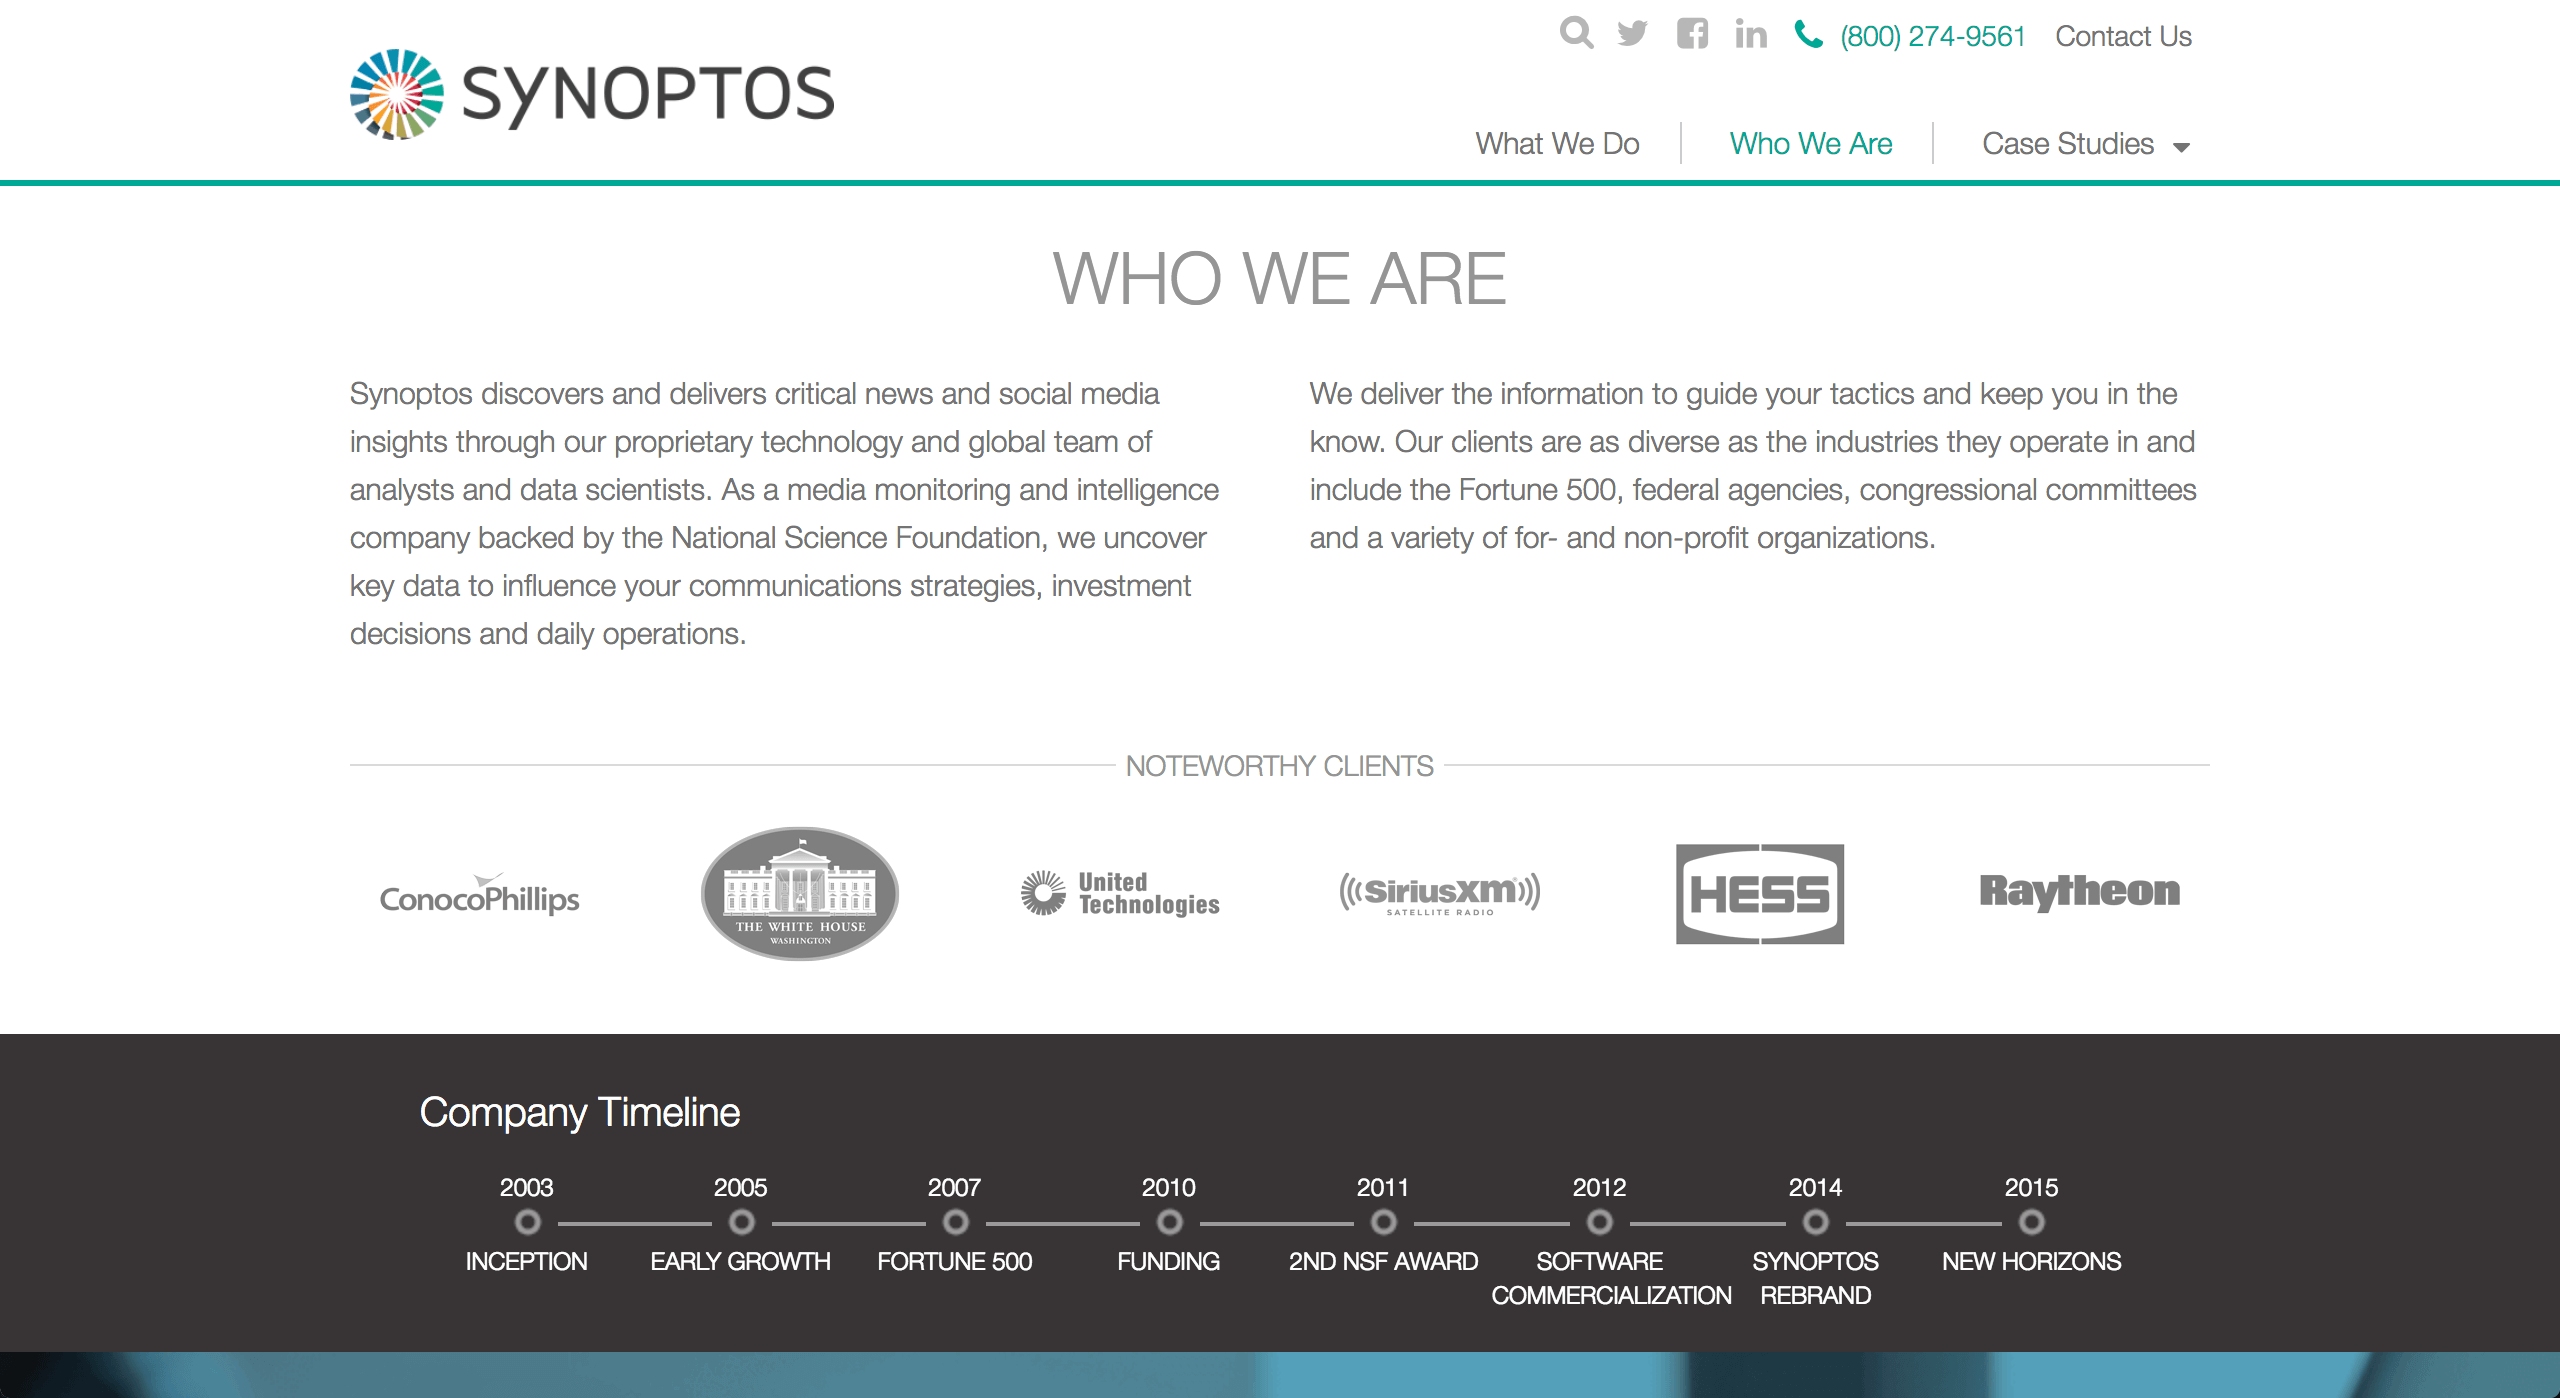 (800) 274-9561 Contact Us
SYNOPTOS
What We Do Who We Are Case Studies
WHO WE ARE
Synoptos discovers and delivers critical news and social media
insights through our proprietary technology and global team of
analysts and data scientists. As a media monitoring and intelligence
company backed by the National Science Foundation, we uncover
key data to influence your communications strategies, investment
decisions and daily operations.
We deliver the information to guide your tactics and keep you in the
know. Our clients are as diverse as the industries they operate in and
include the Fortune 500, federal agencies, congressional committees
and a variety of for- and non-profit organizations.
NOTEWORTHY CLIENTS
ConocoPhillips
THE WHITE HOUSE
WASHINGTON
United
Technologies
SiriusXM
SATELLITE RADIO
HESS
Raytheon
Company Timeline
2003 2005 2007 2010 2011 2012 2014 2015
INCEPTION EARLY GROWTH FORTUNE 500 FUNDING 2ND NSF AWARD SOFTWARE SYNOPTOS NEW HORIZONS
COMMERCIALIZATION REBRAND